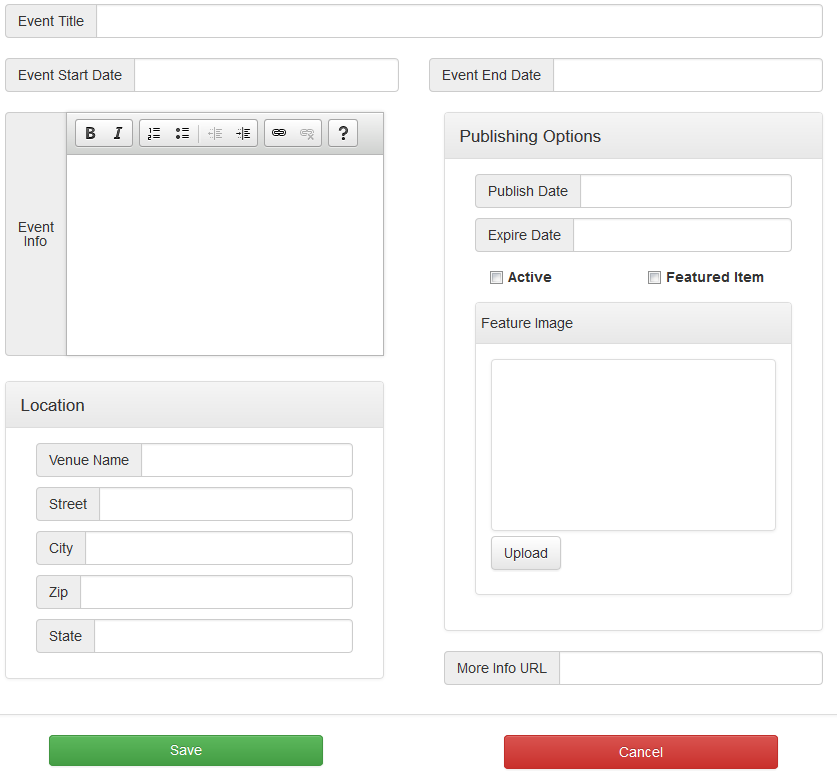 Event Title
Event Start Date
Event End Date
B I ?
Event
Info
Publishing Options
Publish Date
Expire Date
Active
Featured Item
Feature Image
Upload
Location
Venue Name
Street
City
Zip
State
More Info URL
Save
Cancel